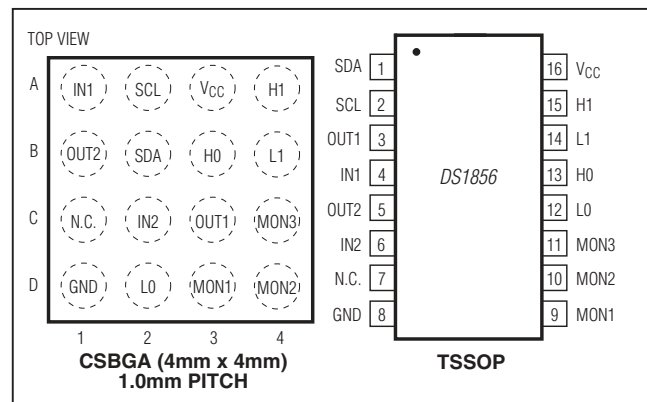 TOP VIEW
A IN1 SCL VCC H1
B OUT2 SDA H0 L1
C N.C. IN2 OUT1 MON3
D GND L0 MON1 MON2
1 2 3 4
CSBGA (4mm x 4mm)
1.0mm PITCH
SDA 1 16 VCC
SCL 2 15 H1
OUT1 3 14 L1
IN1 4 DS1856 13 H0
OUT2 5 12 L0
IN2 6 11 MON3
N.C. 7 10 MON2
GND 8 9 MON1
TSSOP